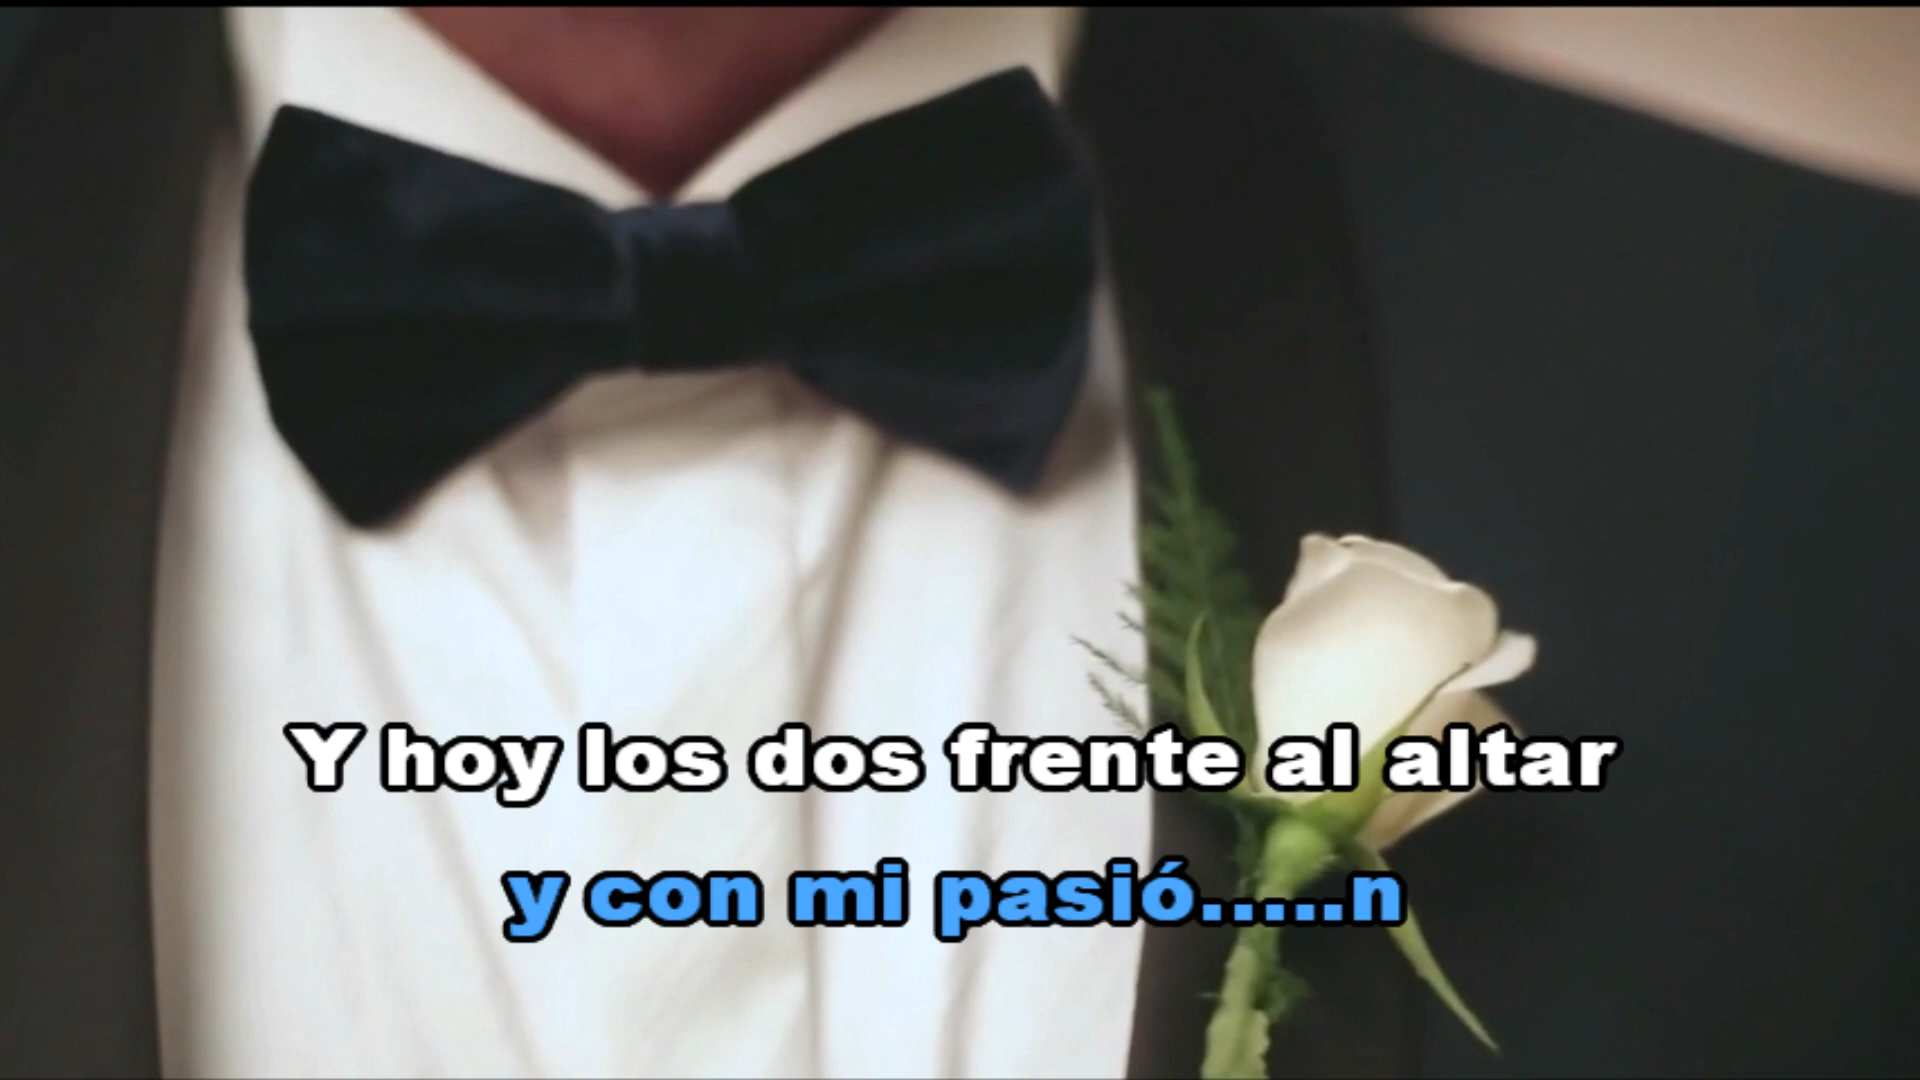 Y hoy los dos frente al altar
y con mi pasió.....n